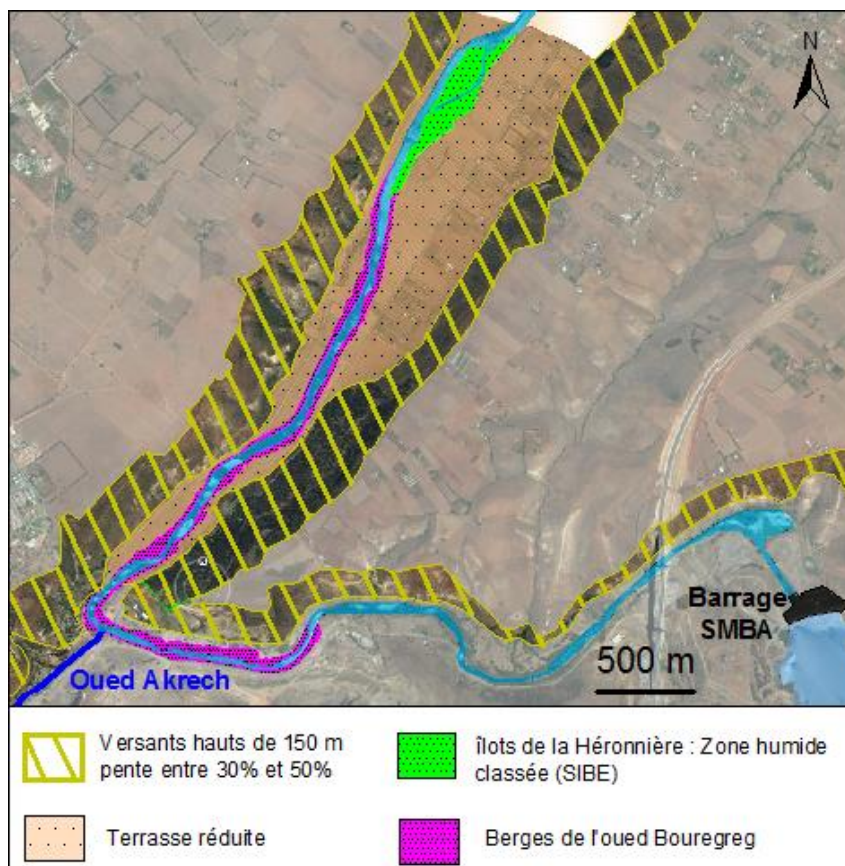 N
Barrage
SMBA
500 m
Oued Akrech
Versants hauts de 150 m
pente entre 30% et 50%
îlots de la Héronnière : Zone humide
classée (SIBE)
Terrasse réduite
Berges de l'oued Bouregreg